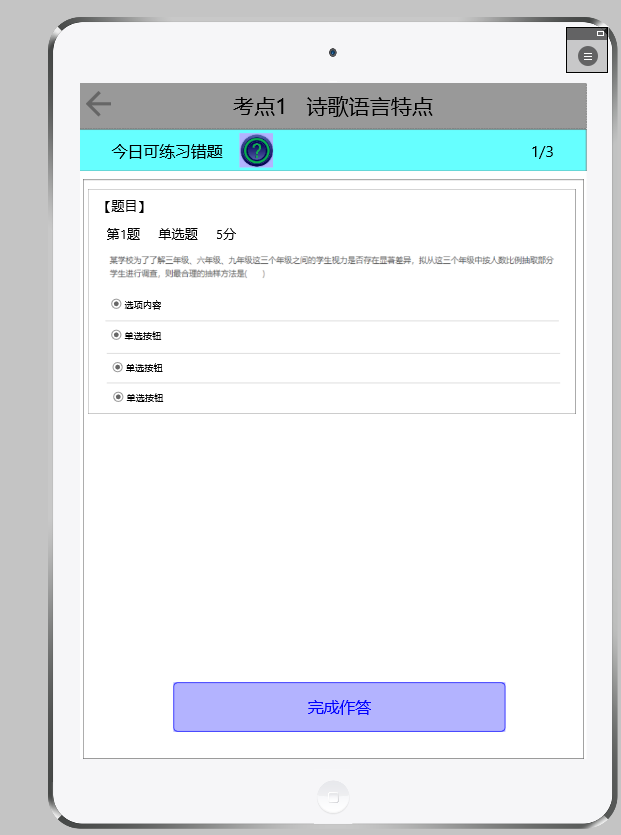 考点1 诗歌语言特点
今日可练习错题 1/3
【题目】
第1题 单选题 5分
某学校为了了解三年级、六年级、九年级这三个年级之间的学生视力是否存在显著差异，拟从这三个年级中按人数比例抽取部分
学生进行调查，则最合理的抽样方法是( )
选项内容
单选按钮
单选按钮
单选按钮
完成作答